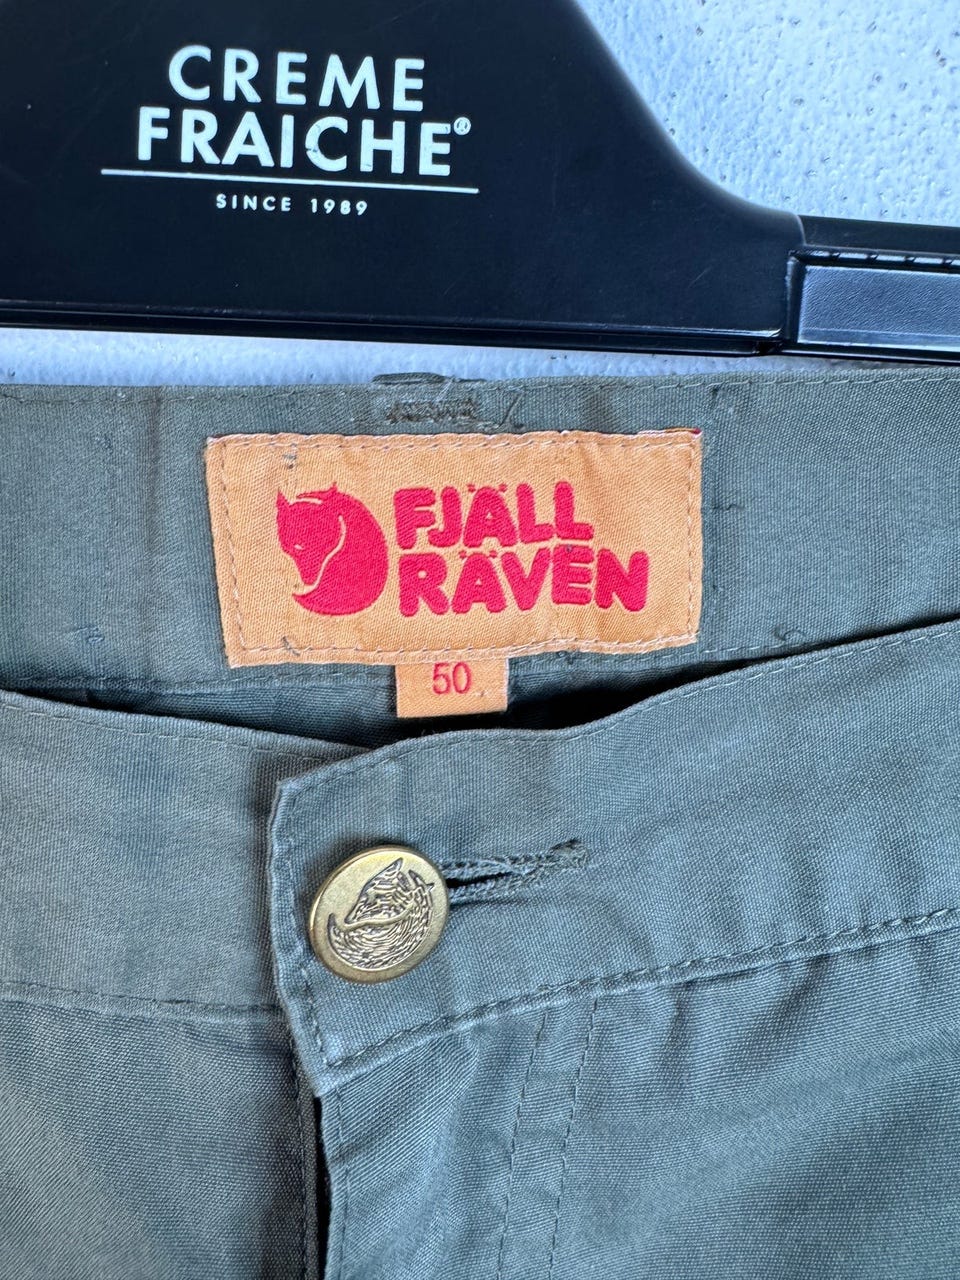 CREME
FRAICHE®
SINCE 1989
FJÄLL
RÄVEN
50